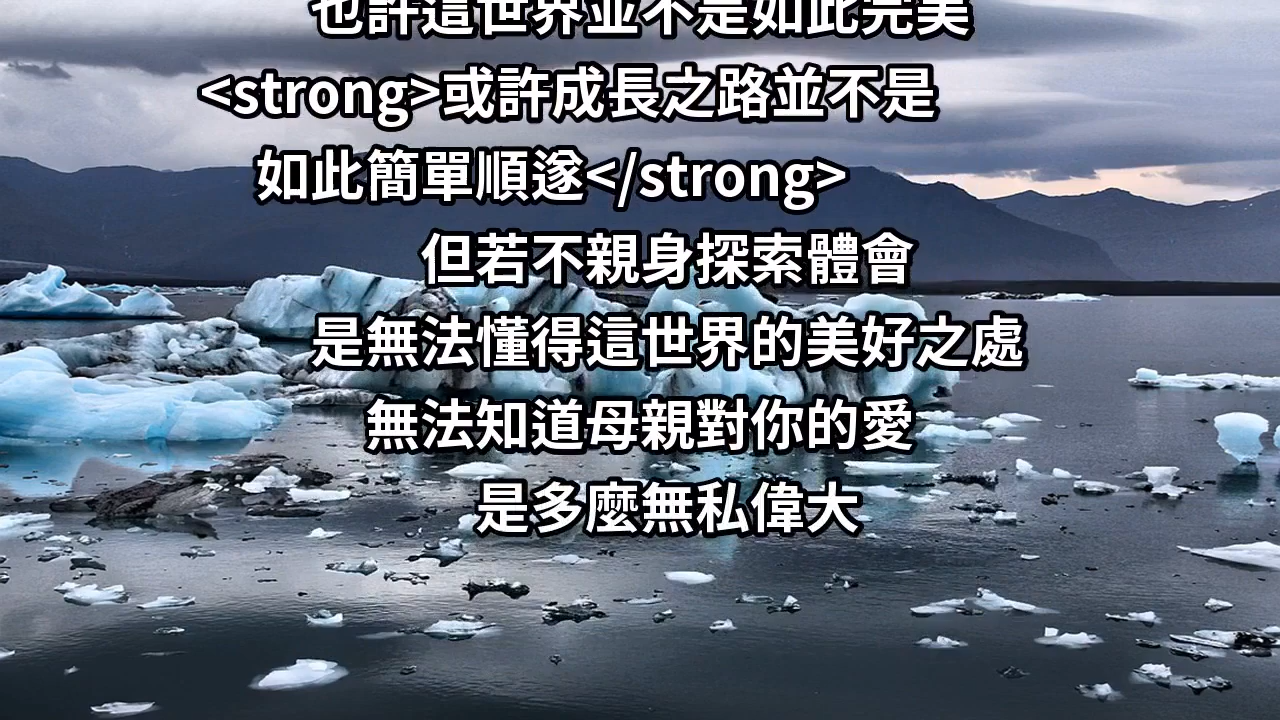 也許這世界並不是如此完美
<strong>或許成長之路並不是
如此簡單順遂</strong>
但若不親身探索體會
是無法懂得這世界的美好之處
無法知道母親對你的愛
是多麼無私偉大